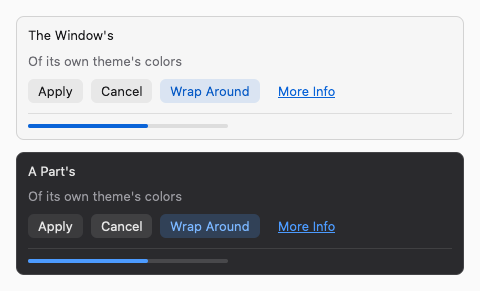 The Window's
Of its own theme's colors
Apply Cancel Wrap Around More Info
A Part's
Of its own theme's colors
Apply Cancel Wrap Around More Info